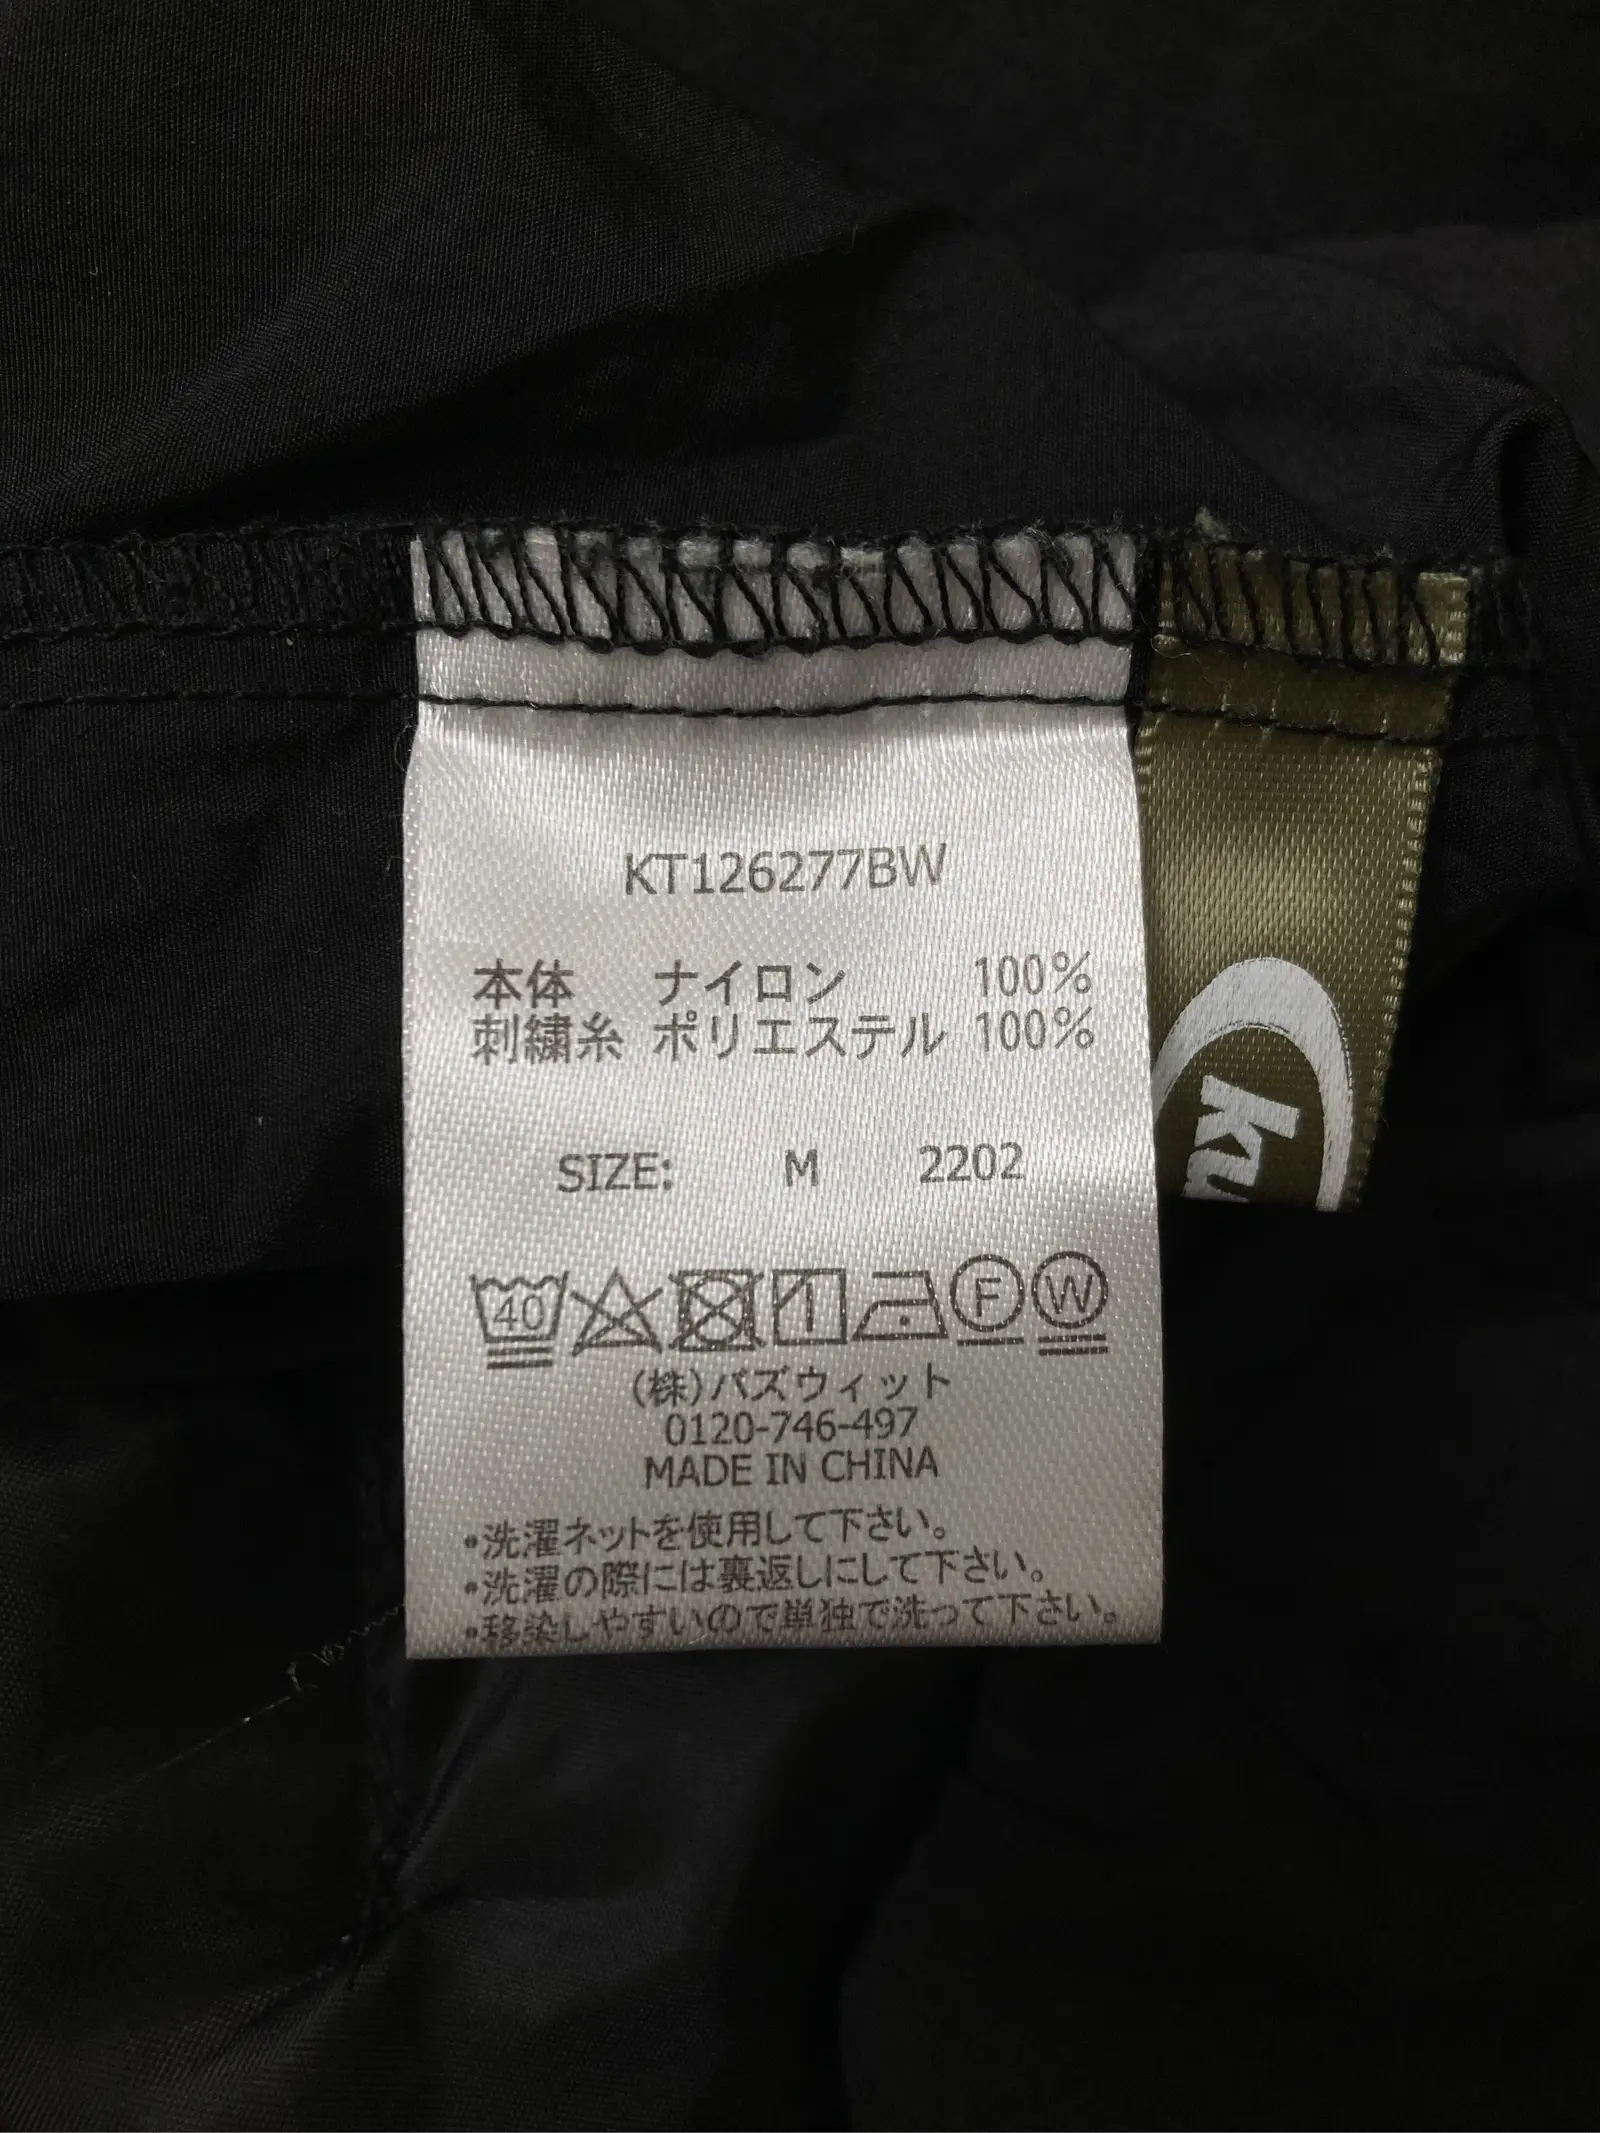 KT126277BW
本体 ナイロン 100%
刺繍糸 ポリエステル 100%
SIZE: M 2202
40 F W
(株)バズウィット
0120-746-497
MADE IN CHINA
・洗濯ネットを使用して下さい。
・洗濯の際には裏返しにして下さい。
・移染しやすいので単独で洗って下さい。
ku